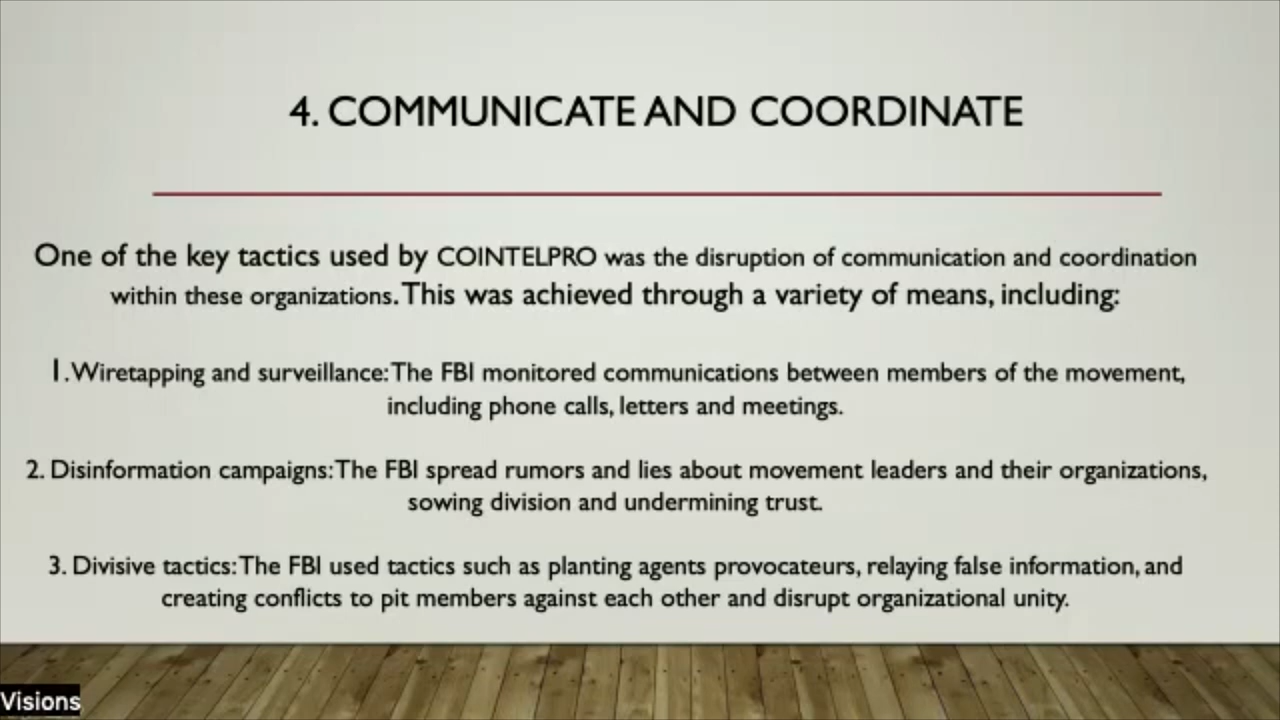 4. COMMUNICATE AND COORDINATE
One of the key tactics used by COINTELPRO was the disruption of communication and coordination
within these organizations. This was achieved through a variety of means, including:
1. Wiretapping and surveillance: The FBI monitored communications between members of the movement,
including phone calls, letters and meetings.
2. Disinformation campaigns: The FBI spread rumors and lies about movement leaders and their organizations,
sowing division and undermining trust.
3. Divisive tactics: The FBI used tactics such as planting agents provocateurs, relaying false information, and
creating conflicts to pit members against each other and disrupt organizational unity.
Visions